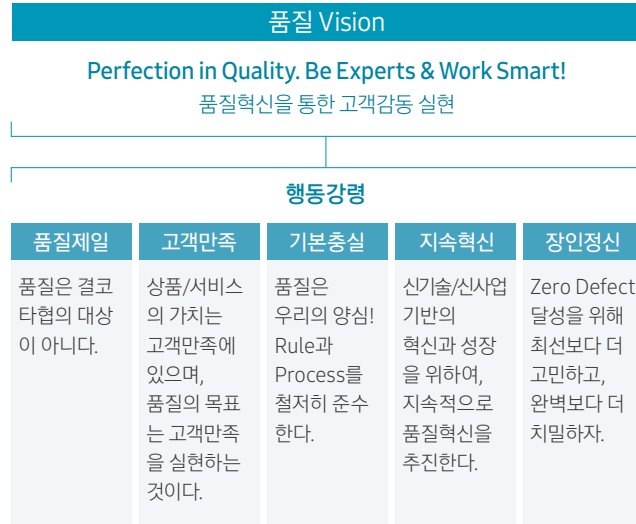 품질 Vision
Perfection in Quality. Be Experts & Work Smart!
품질혁신을 통한 고객감동 실현
행동강령
품질제일
품질은 결코
타협의 대상
이 아니다.
고객만족
상품/서비스
의 가치는
고객만족에
있으며,
품질의 목표
는 고객만족
을 실현하는
것이다.
기본충실
품질은
우리의 양심!
Rule과
Process를
철저히 준수
한다.
지속혁신
신기술/신사업
기반의
혁신과 성장
을 위하여,
지속적으로
품질혁신을
추진한다.
장인정신
Zero Defect
달성을 위해
최선보다 더
고민하고,
완벽보다 더
치밀하자.